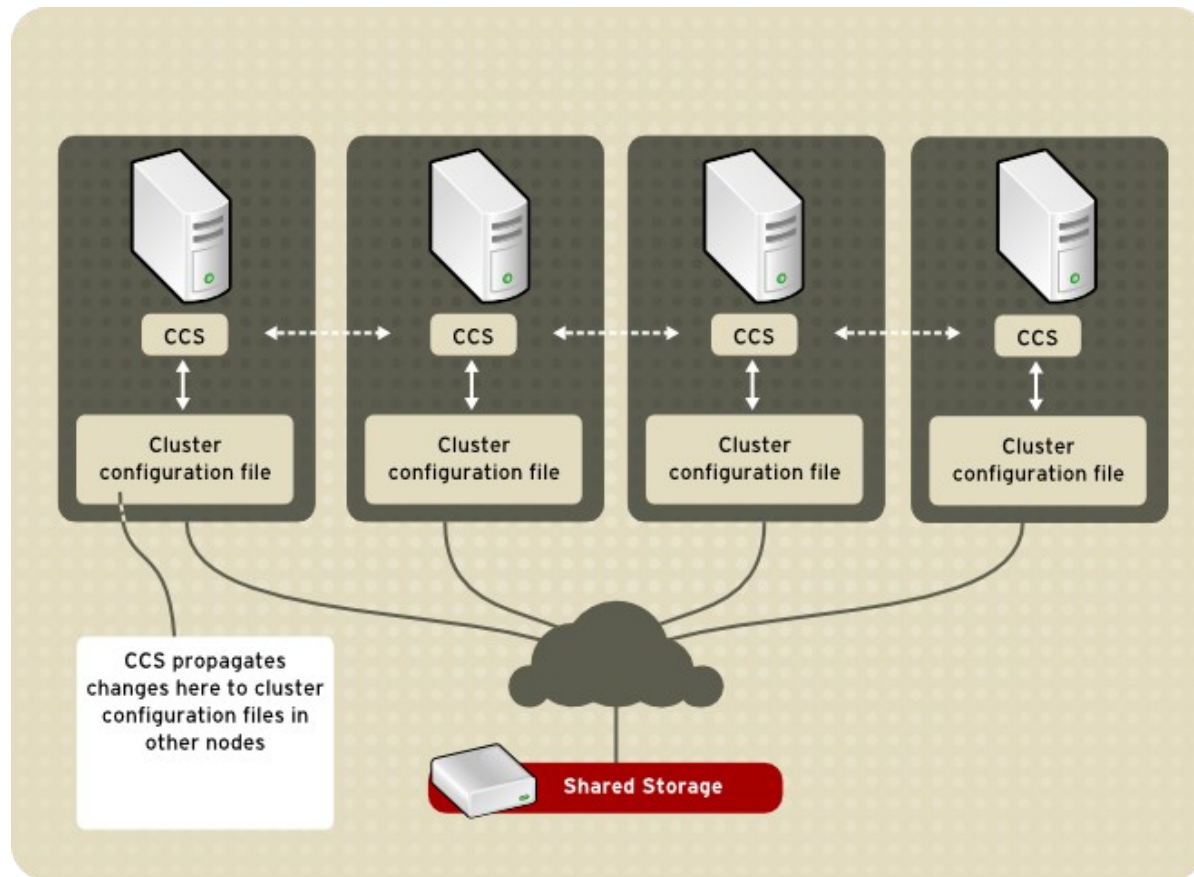 CCS
CCS
CCS
CCS
Cluster
configuration file
Cluster
configuration file
Cluster
configuration file
Cluster
configuration file
CCS propagates
changes here to cluster
configuration files in
other nodes
Shared Storage